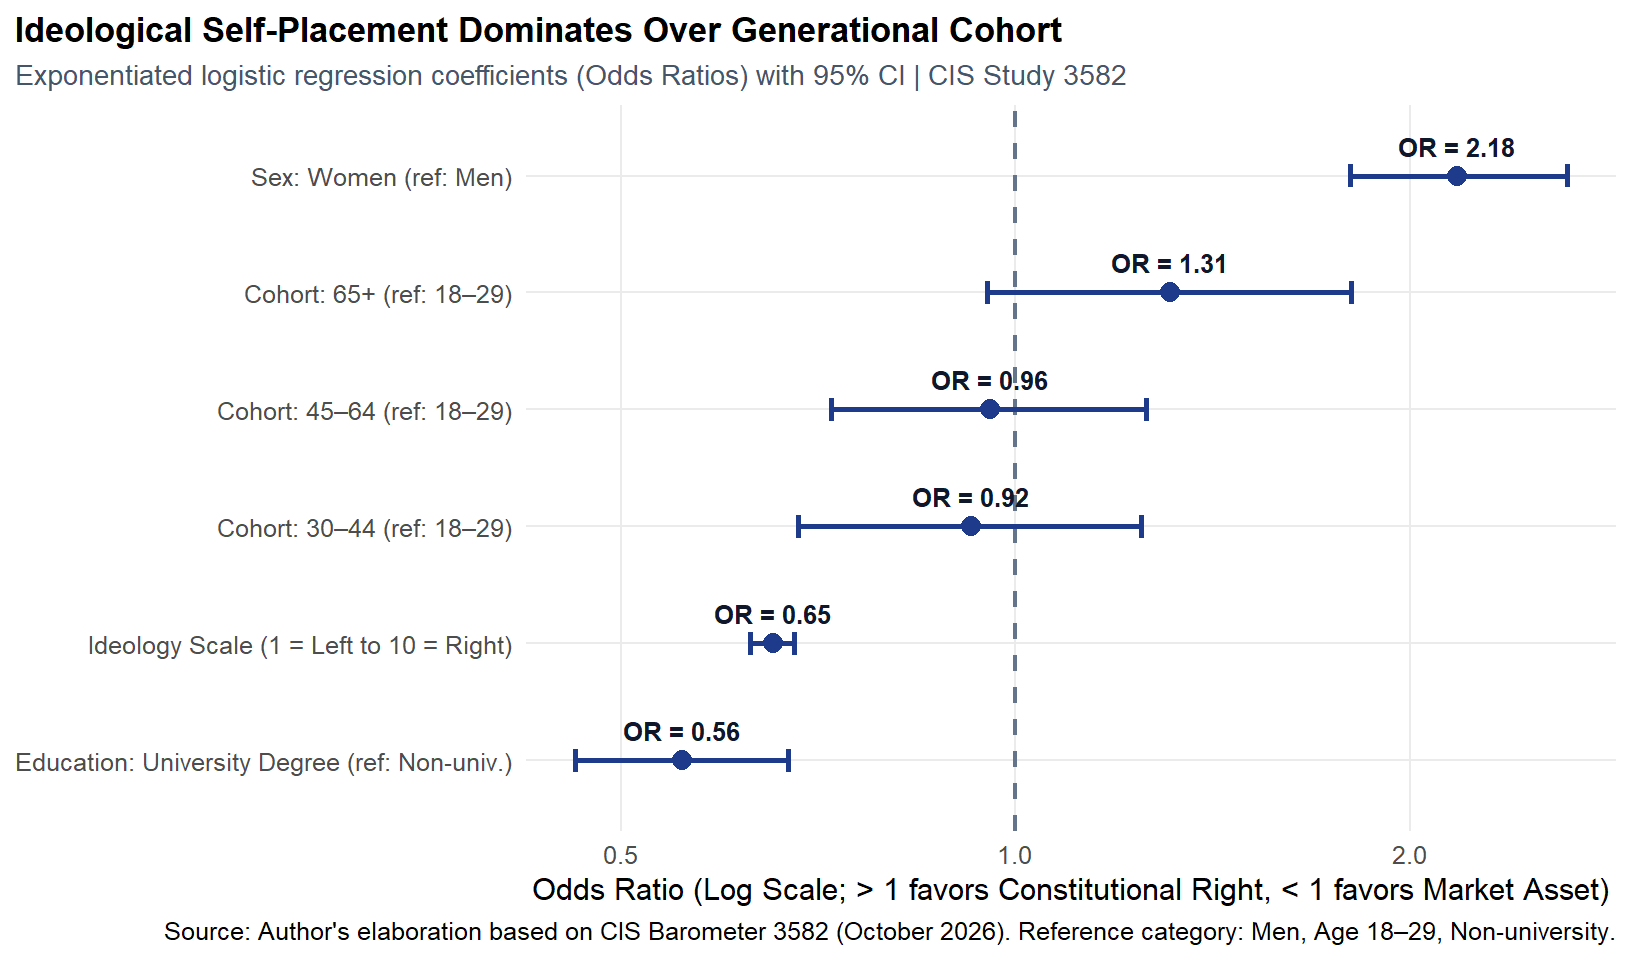 Ideological Self-Placement Dominates Over Generational Cohort
Exponentiated logistic regression coefficients (Odds Ratios) with 95% CI | CIS Study 3582
Sex: Women (ref: Men)
OR = 2.18
Cohort: 65+ (ref: 18–29)
OR = 1.31
Cohort: 45–64 (ref: 18–29)
OR = 0.96
Cohort: 30–44 (ref: 18–29)
OR = 0.92
Ideology Scale (1 = Left to 10 = Right)
OR = 0.65
Education: University Degree (ref: Non-univ.)
OR = 0.56
0.5 1.0 2.0
Odds Ratio (Log Scale; > 1 favors Constitutional Right, < 1 favors Market Asset)
Source: Author's elaboration based on CIS Barometer 3582 (October 2026). Reference category: Men, Age 18–29, Non-university.